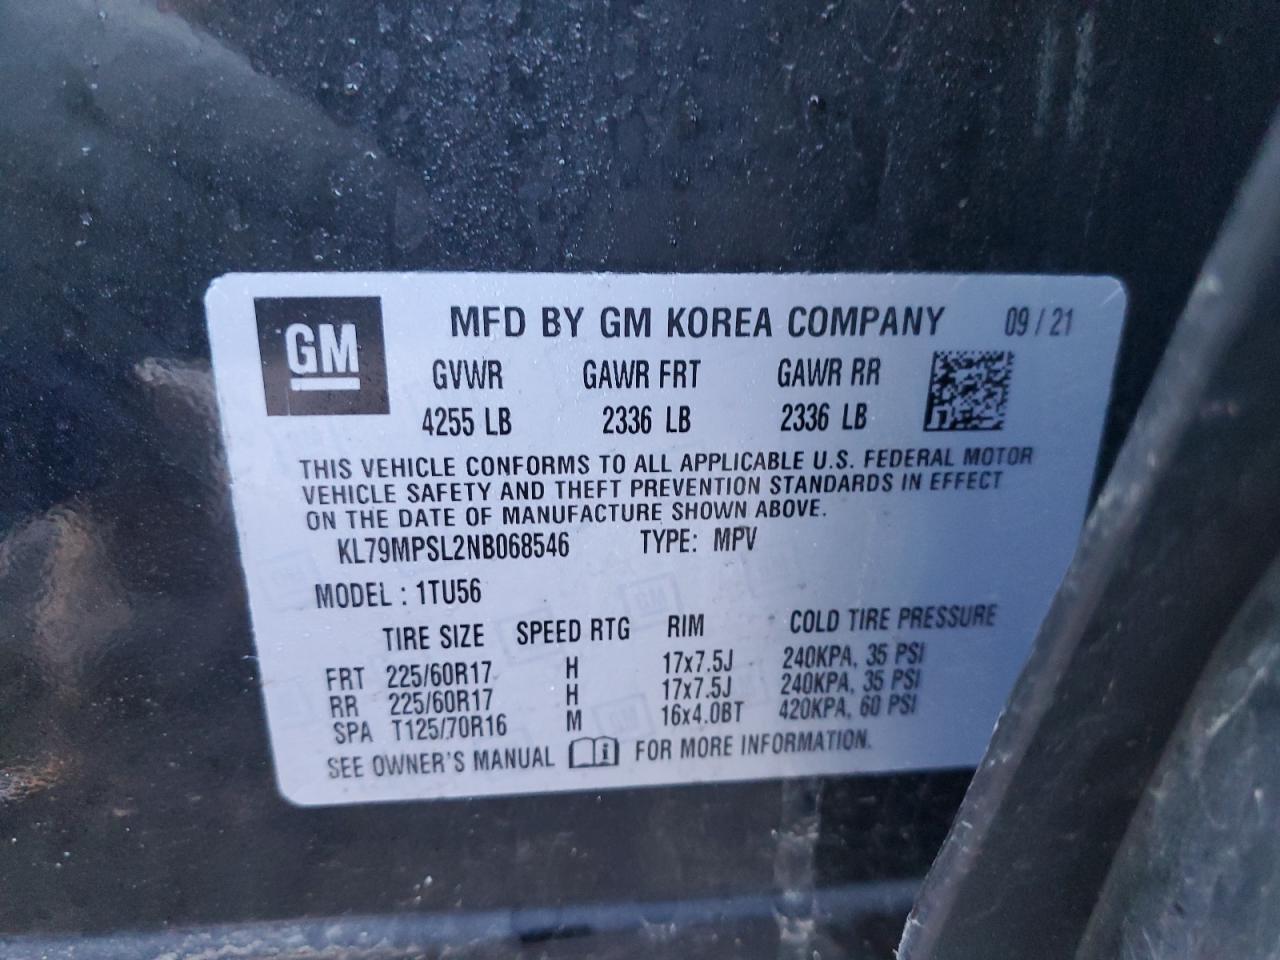 GM
MFD BY GM KOREA COMPANY 09/21
GVWR GAWR FRT GAWR RR
4255 LB 2336 LB 2336 LB
THIS VEHICLE CONFORMS TO ALL APPLICABLE U.S. FEDERAL MOTOR
VEHICLE SAFETY AND THEFT PREVENTION STANDARDS IN EFFECT
ON THE DATE OF MANUFACTURE SHOWN ABOVE.
KL79MPSL2NB068546 TYPE: MPV
MODEL : 1TU56
TIRE SIZE SPEED RTG RIM COLD TIRE PRESSURE
FRT 225/60R17 H 17x7.5J 240KPA, 35 PSI
RR 225/60R17 H 17x7.5J 240KPA, 35 PSI
SPA T125/70R16 M 16x4.0BT 420KPA, 60 PSI
SEE OWNER'S MANUAL i FOR MORE INFORMATION.